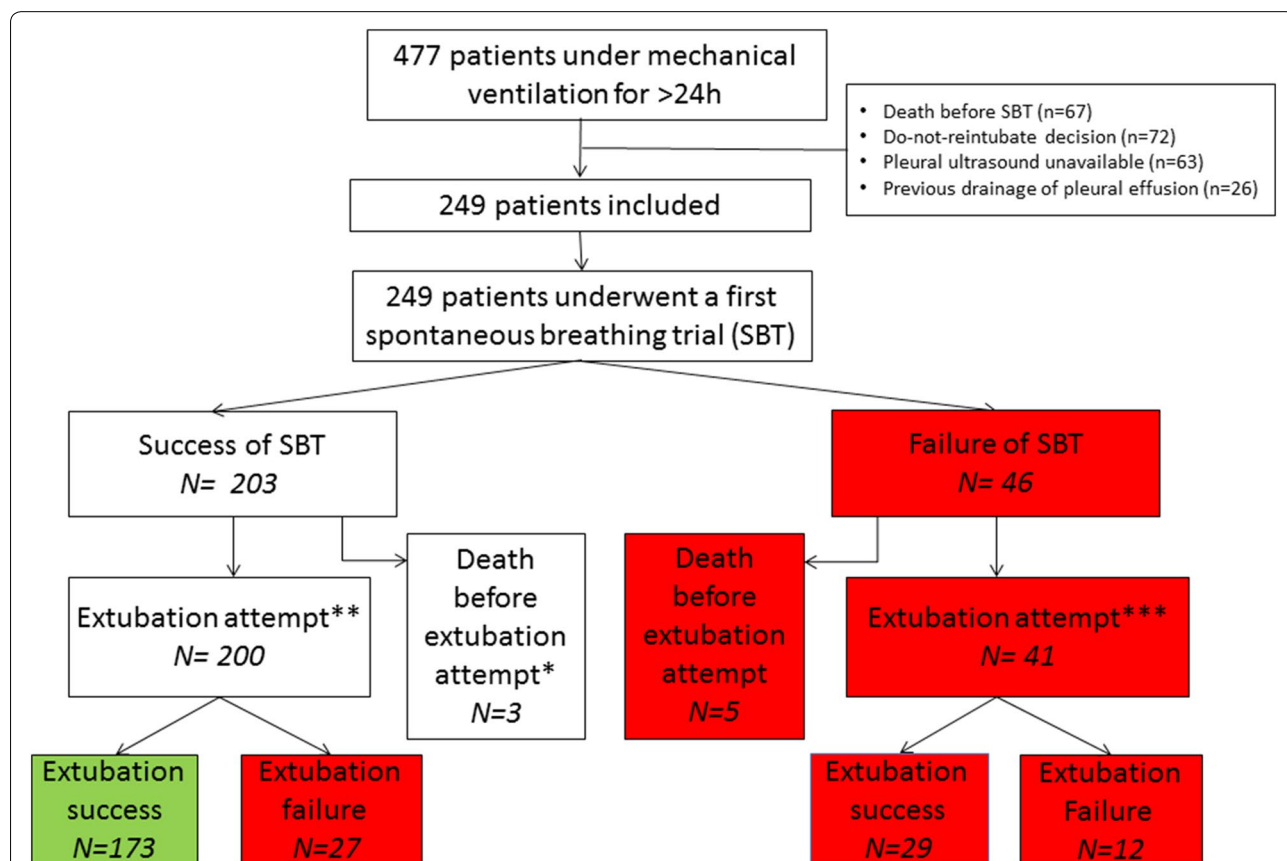 477 patients under mechanical
ventilation for >24h
• Death before SBT (n=67)
• Do-not-reintubate decision (n=72)
• Pleural ultrasound unavailable (n=63)
• Previous drainage of pleural effusion (n=26)
249 patients included
249 patients underwent a first
spontaneous breathing trial (SBT)
Success of SBT
N= 203
Failure of SBT
N= 46
Extubation attempt**
N= 200
Death
before
extubation
attempt*
N=3
Death
before
extubation
attempt
N=5
Extubation attempt***
N= 41
Extubation
success
N=173
Extubation
failure
N=27
Extubation
success
N=29
Extubation
Failure
N=12